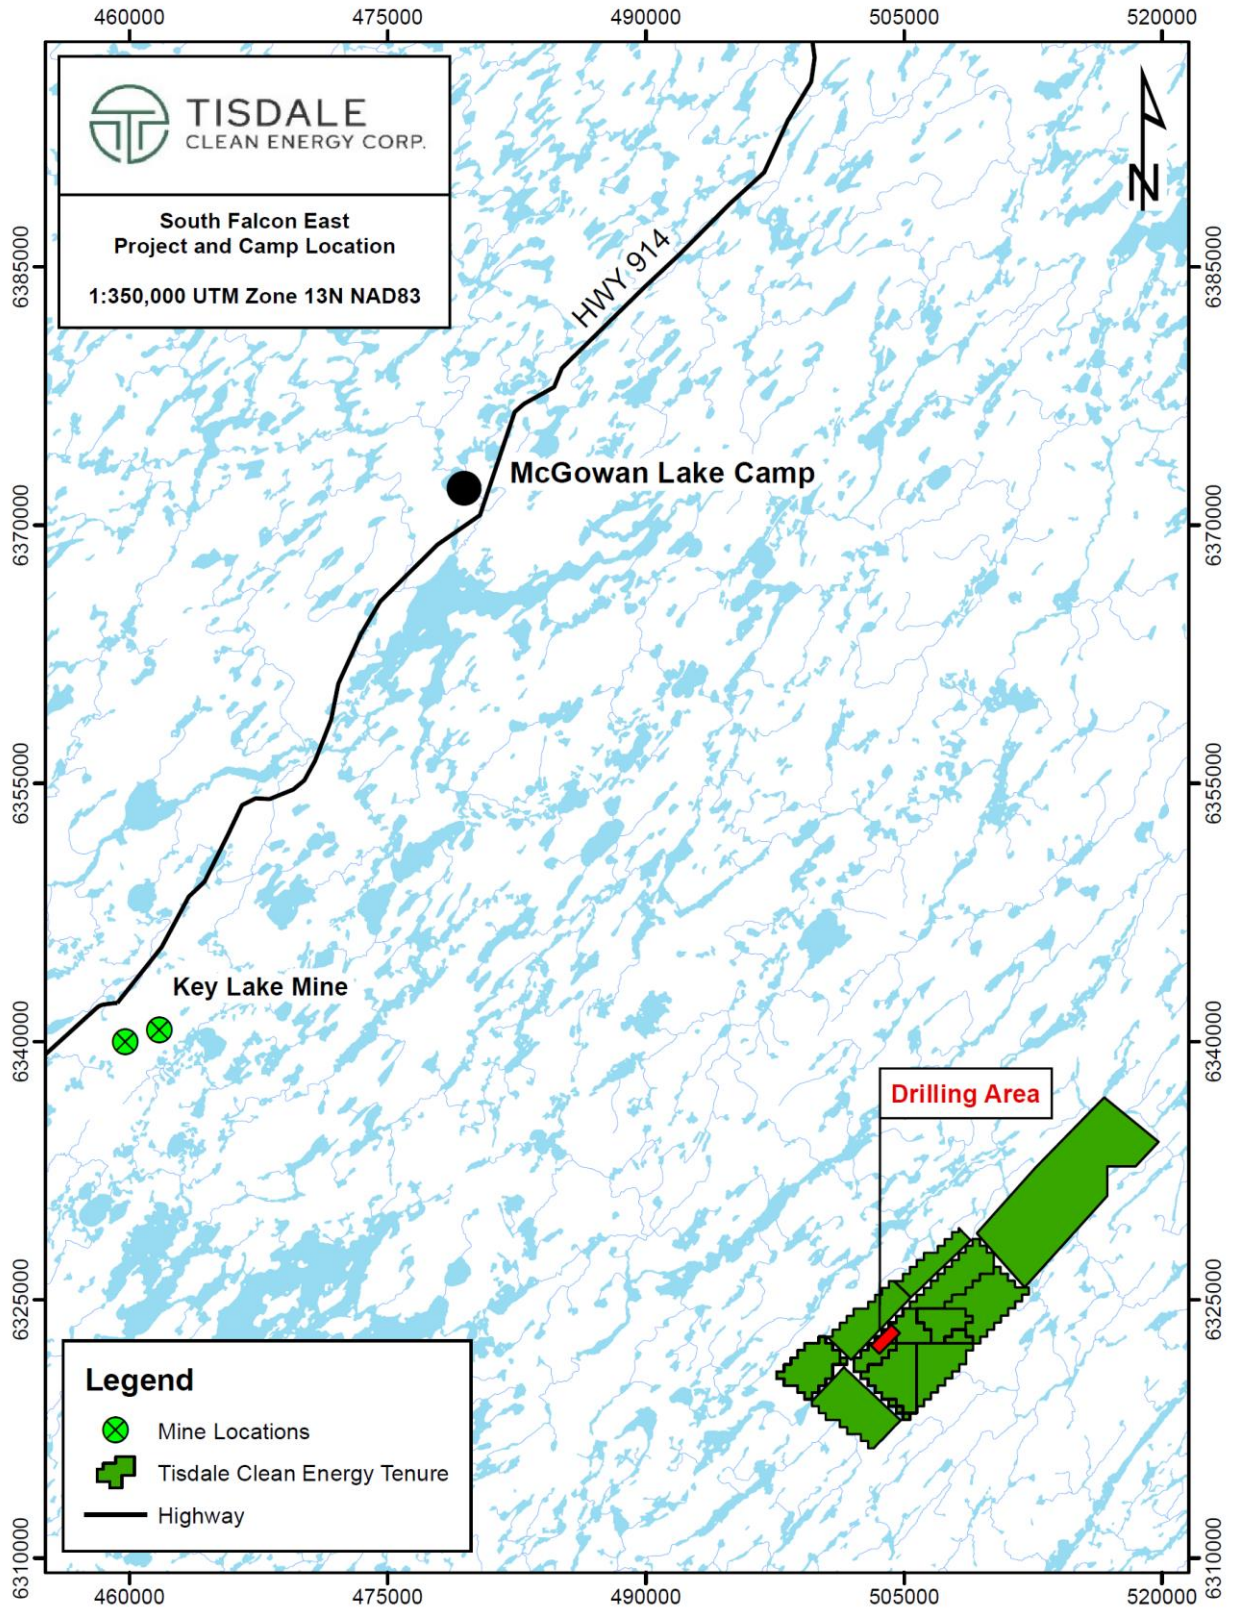 460000 475000 490000 505000 520000
TISDALE
CLEAN ENERGY CORP.
South Falcon East
Project and Camp Location
1:350,000 UTM Zone 13N NAD83
N
HWY 914
6385000 6385000
McGowan Lake Camp
6370000 6370000
6355000 6355000
Key Lake Mine
6340000 6340000
Drilling Area
6325000 6325000
Legend
Mine Locations
Tisdale Clean Energy Tenure
Highway
6310000 6310000
460000 475000 490000 505000 520000